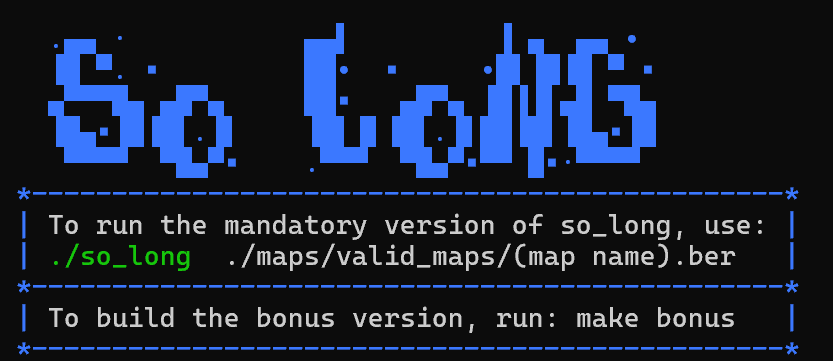 So LoNG
*-----------------------------------------------*
| To run the mandatory version of so_long, use: |
| ./so_long  ./maps/valid_maps/(map name).ber   |
*-----------------------------------------------*
| To build the bonus version, run: make bonus   |
*-----------------------------------------------*